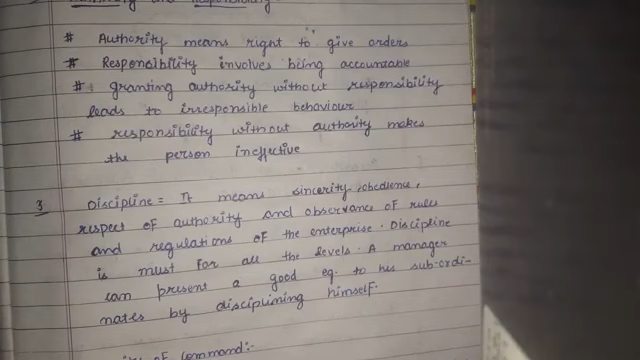 and Responsibility
# Authority means right to give orders
# Responsibility involves being accountable
# granting authority without responsibility
leads to irresponsible behaviour
# responsibility without authority makes
the person ineffective
3 Discipline = It means sincerity, obedience,
respect of authority and observance of rules
and regulations of the enterprise. Discipline
is must for all the levels. A manager
can present a good eg. to his sub-ordi-
nates by disciplining himself.
of command:-